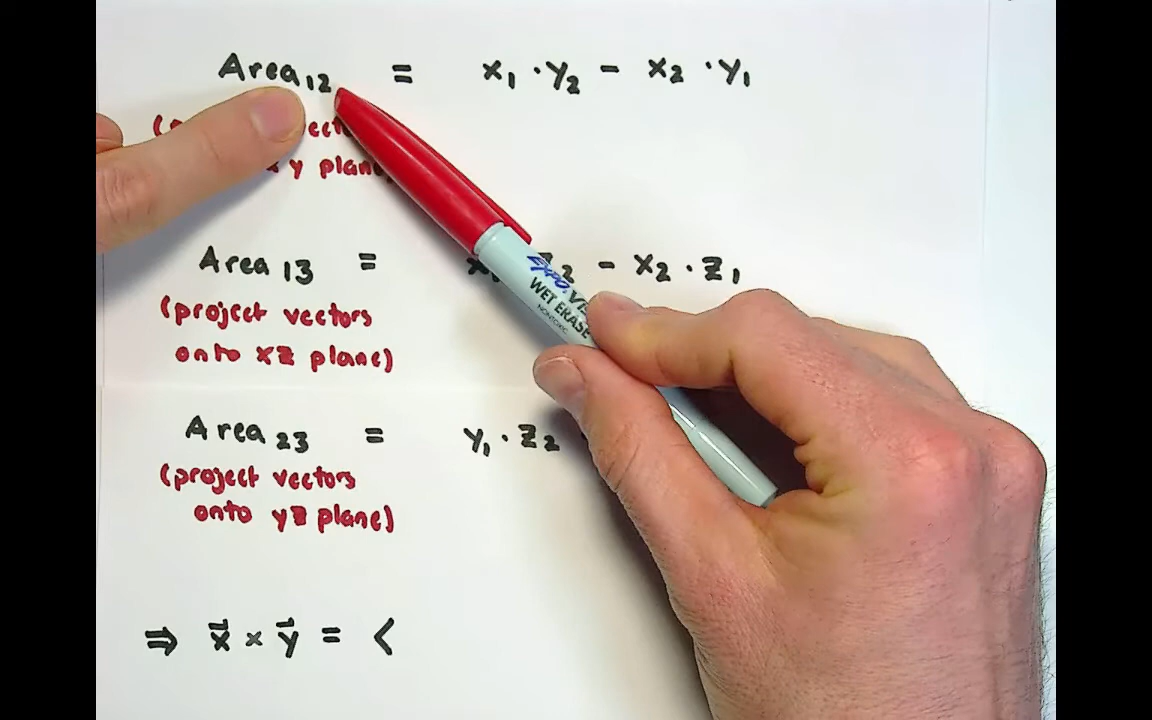 Area12 = x1 · y2 - x2 · y1
y plane
Area13 = - x2 · z1
(project vectors
onto xz plane)
Area23 = y1 · z2
(project vectors
onto yz plane)
EXPO
WET ERASE
NONTOXIC
⇒ x⃗ × y⃗ = <